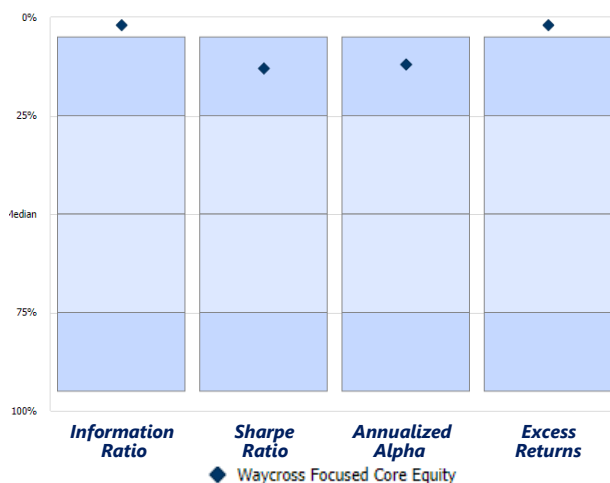 0%
25%
Median
75%
100%
Information Ratio
Sharpe Ratio
Annualized Alpha
Excess Returns
Waycross Focused Core Equity